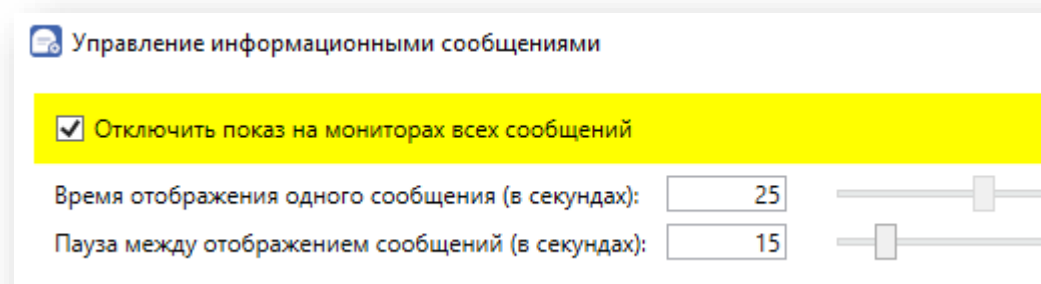 Управление информационными сообщениями
Отключить показ на мониторах всех сообщений
Время отображения одного сообщения (в секундах): 25
Пауза между отображением сообщений (в секундах): 15